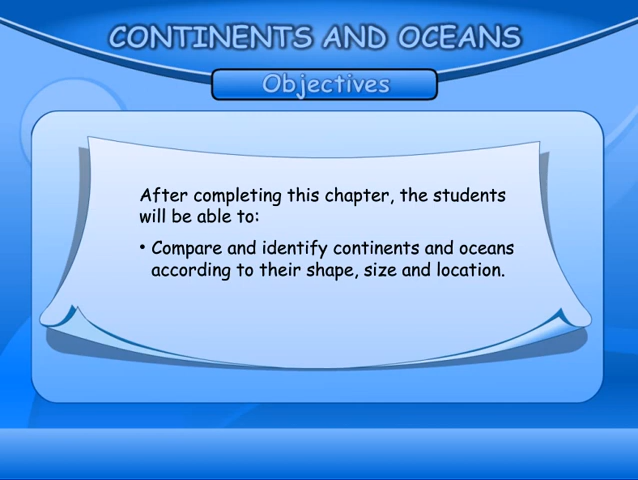 CONTINENTS AND OCEANS
Objectives
After completing this chapter, the students
will be able to:
• Compare and identify continents and oceans
according to their shape, size and location.